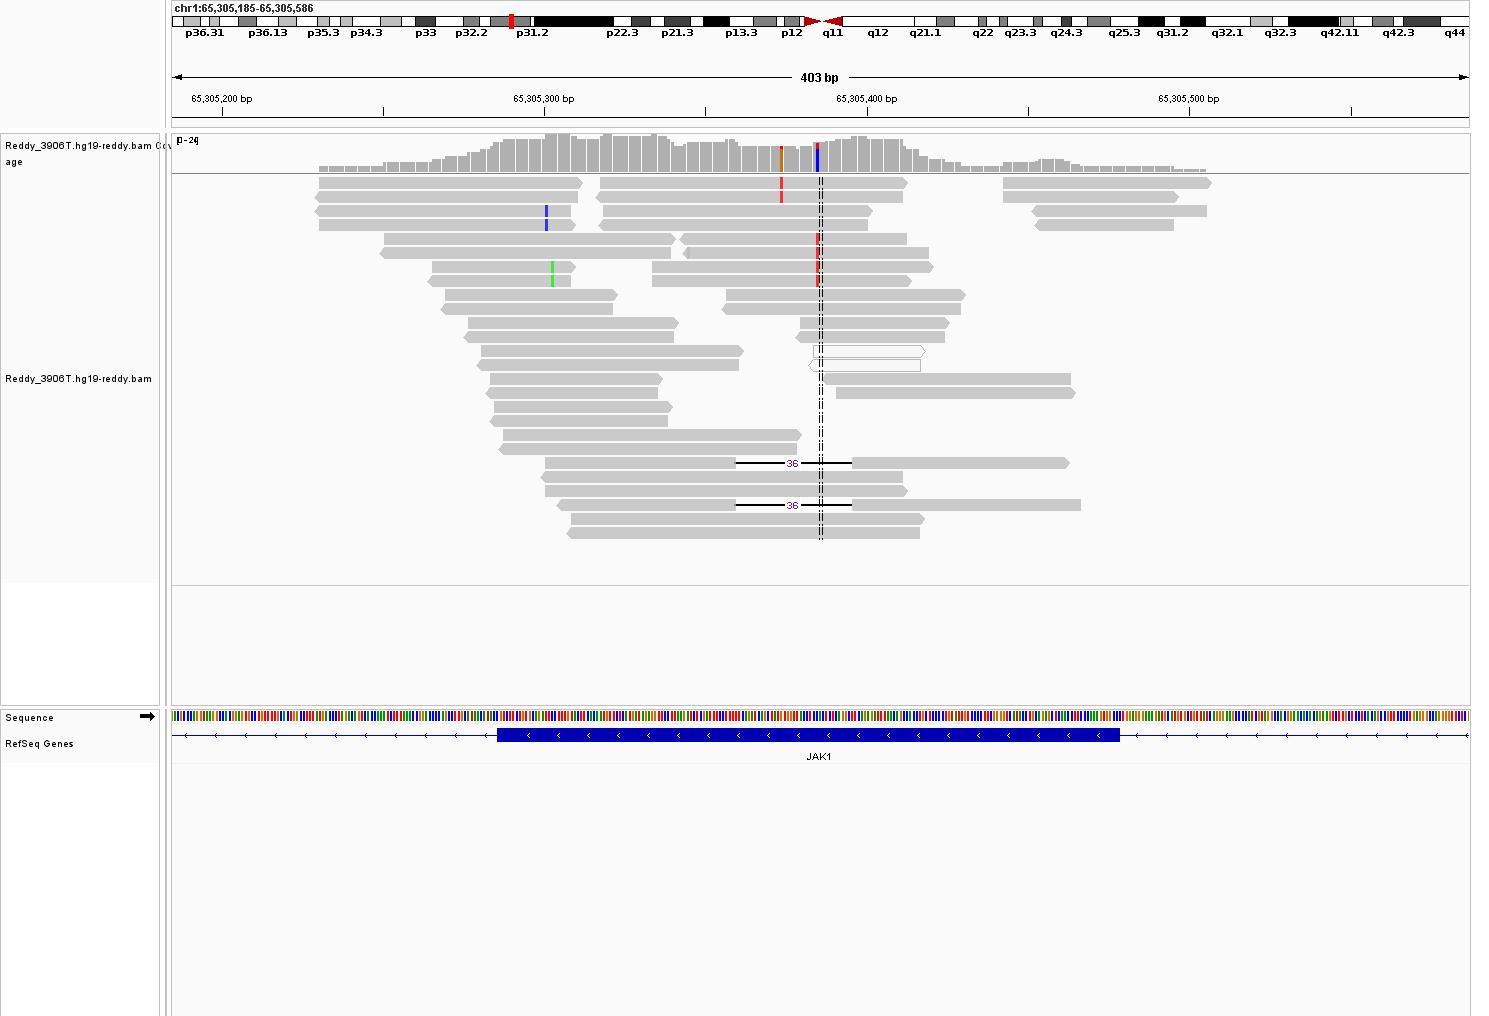 chr1:65,305,185-65,305,586
p36.31 p36.13 p35.3 p34.3 p33 p32.2 p31.2 p22.3 p21.3 p13.3 p12 q11 q12 q21.1 q22 q23.3 q24.3 q25.3 q31.2 q32.1 q32.3 q42.11 q42.3 q44
403 bp
65,305,200 bp 65,305,300 bp 65,305,400 bp 65,305,500 bp
[0-24]
Reddy_3906T.hg19-reddy.bam Cov
age
Reddy_3906T.hg19-reddy.bam
36
36
Sequence
RefSeq Genes
JAK1